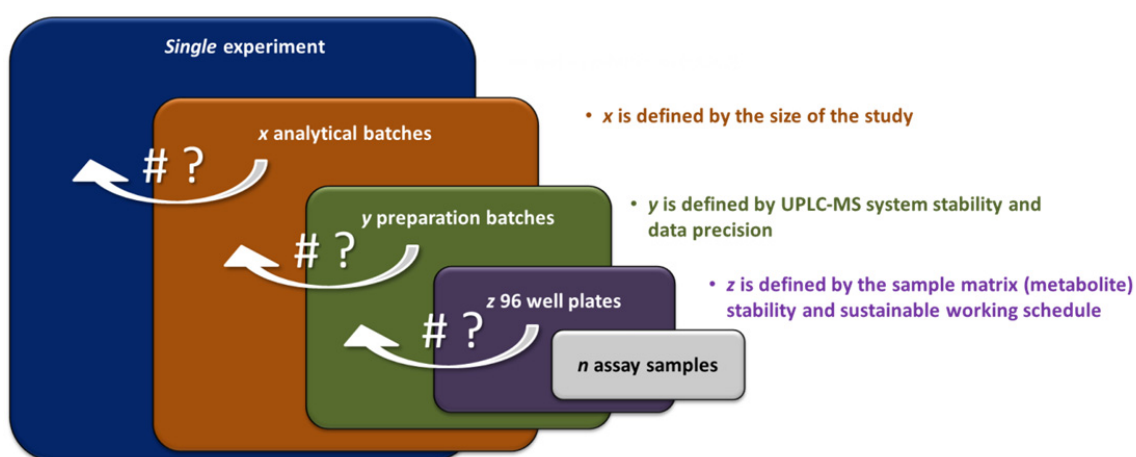 Single experiment
x analytical batches
• x is defined by the size of the study
# ?
y preparation batches
• y is defined by UPLC-MS system stability and
data precision
# ?
z 96 well plates
• z is defined by the sample matrix (metabolite)
stability and sustainable working schedule
# ?
n assay samples